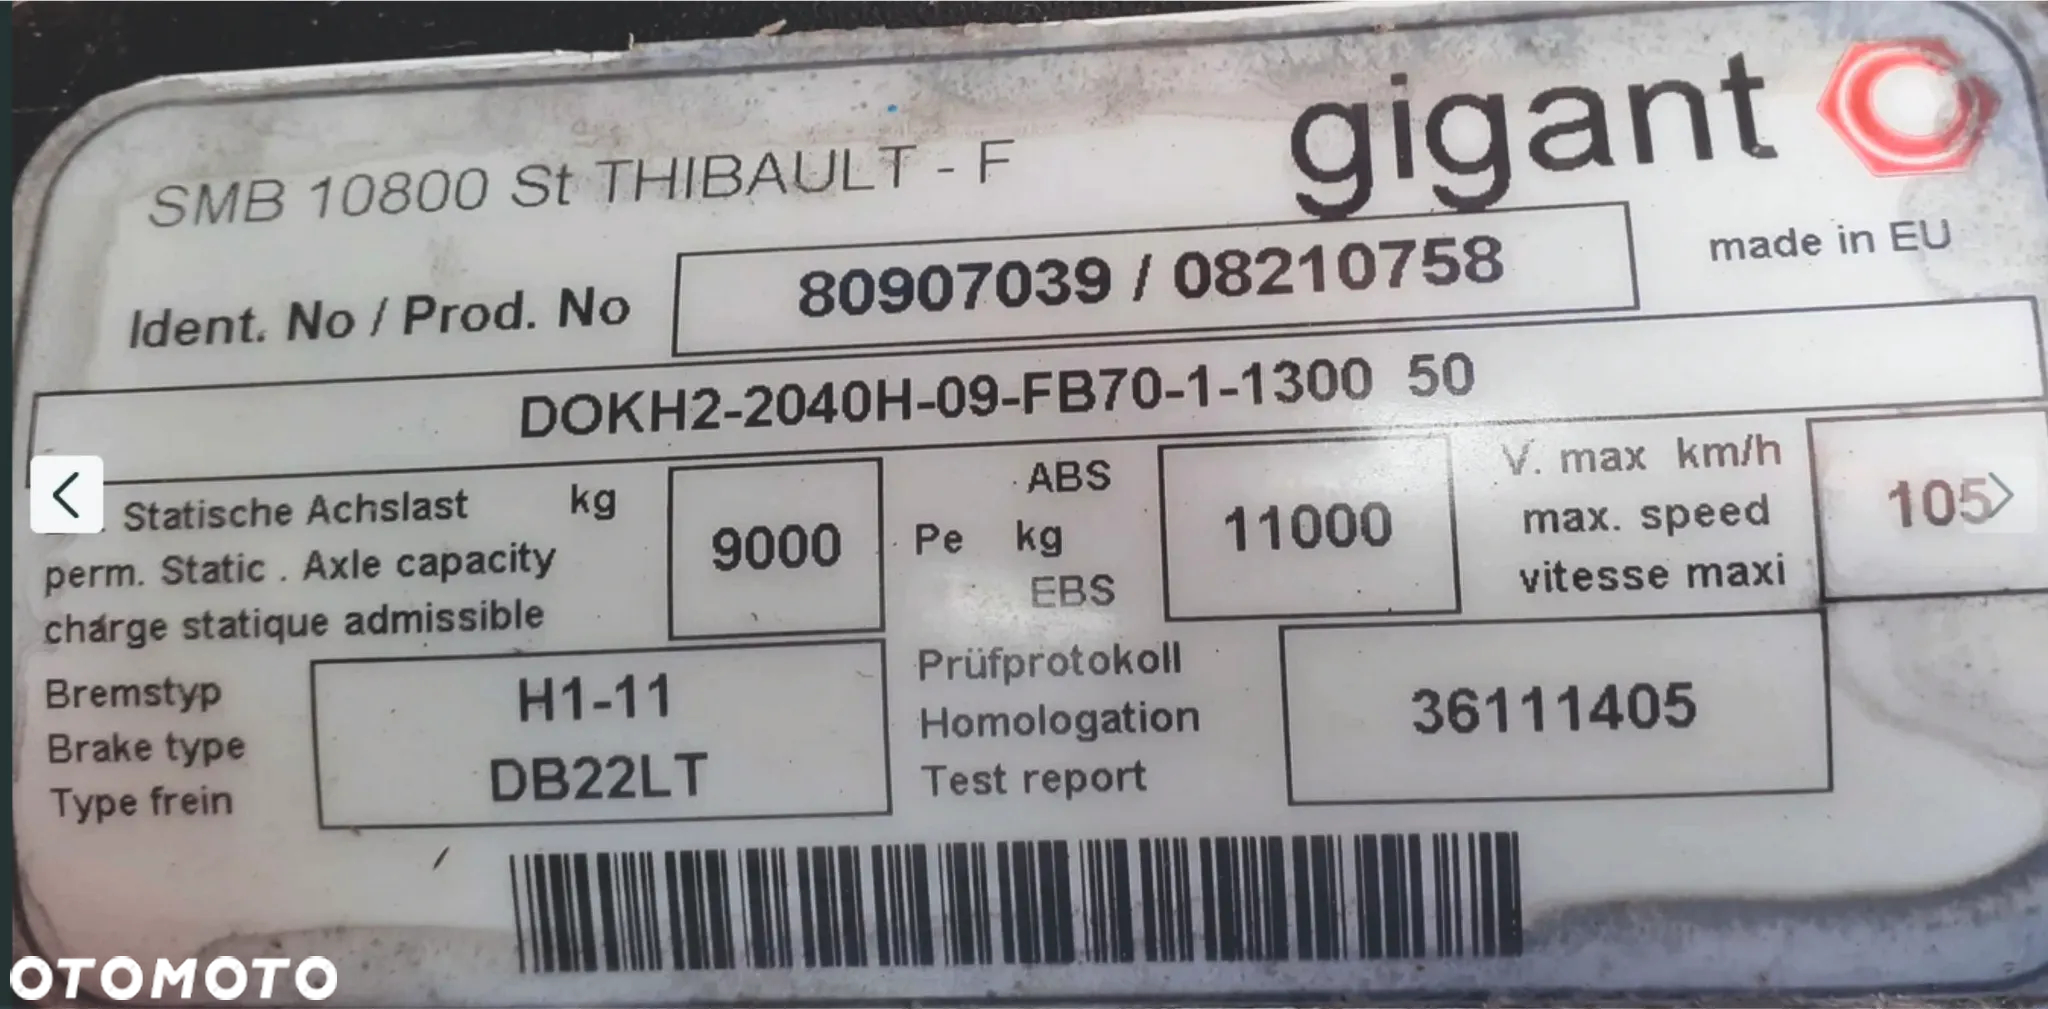 gigant
SMB 10800 St THIBAULT - F
made in EU
Ident. No / Prod. No
80907039 / 08210758
DOKH2-2040H-09-FB70-1-1300 50
Statische Achslast kg
perm. Static . Axle capacity
charge statique admissible
9000
ABS
Pe kg
EBS
11000
V. max km/h
max. speed
vitesse maxi
105
Bremstyp
Brake type
Type frein
H1-11
DB22LT
Prüfprotokoll
Homologation
Test report
36111405
OTOMOTO